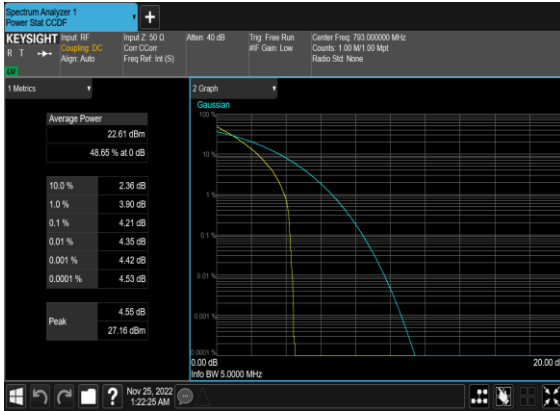 Spectrum Analyzer 1
Power Stat CCDF
KEYSIGHT
R T
Input: RF
Coupling: DC
Align: Auto
Input Z: 50 Ω
Corr CCorr
Freq Ref: Int (S)
Atten: 40 dB
Trig: Free Run
#IF Gain: Low
Center Freq: 793.000000 MHz
Counts: 1.00 M/1.00 Mpt
Radio Std: None
1 Metrics
Average Power
22.61 dBm
48.65 % at 0 dB
10.0 % 2.36 dB
1.0 % 3.90 dB
0.1 % 4.21 dB
0.01 % 4.35 dB
0.001 % 4.42 dB
0.0001 % 4.53 dB
Peak
4.55 dB
27.16 dBm
2 Graph
Gaussian
100 %
10 %
1 %
0.1 %
0.01 %
0.001 %
0.0001 %
0.00 dB
20.00 d
Info BW 5.0000 MHz
Nov 25, 2022
1:22:25 AM